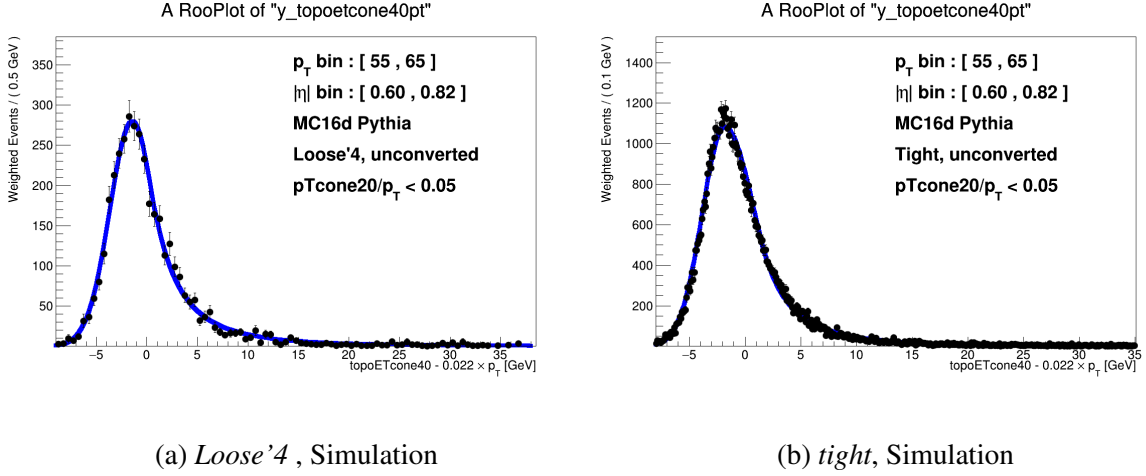 A RooPlot of "y_topoetcone40pt"
Weighted Events / ( 0.5 GeV )
350
300
250
200
150
100
50
p_T bin : [ 55 , 65 ]
|η| bin : [ 0.60 , 0.82 ]
MC16d Pythia
Loose'4, unconverted
pTcone20/p_T < 0.05
−5 0 5 10 15 20 25 30 35
topoETcone40 - 0.022 × p_T [GeV]
(a) Loose'4 , Simulation
A RooPlot of "y_topoetcone40pt"
Weighted Events / ( 0.1 GeV )
1400
1200
1000
800
600
400
200
p_T bin : [ 55 , 65 ]
|η| bin : [ 0.60 , 0.82 ]
MC16d Pythia
Tight, unconverted
pTcone20/p_T < 0.05
−5 0 5 10 15 20 25 30 35
topoETcone40 - 0.022 × p_T [GeV]
(b) tight, Simulation